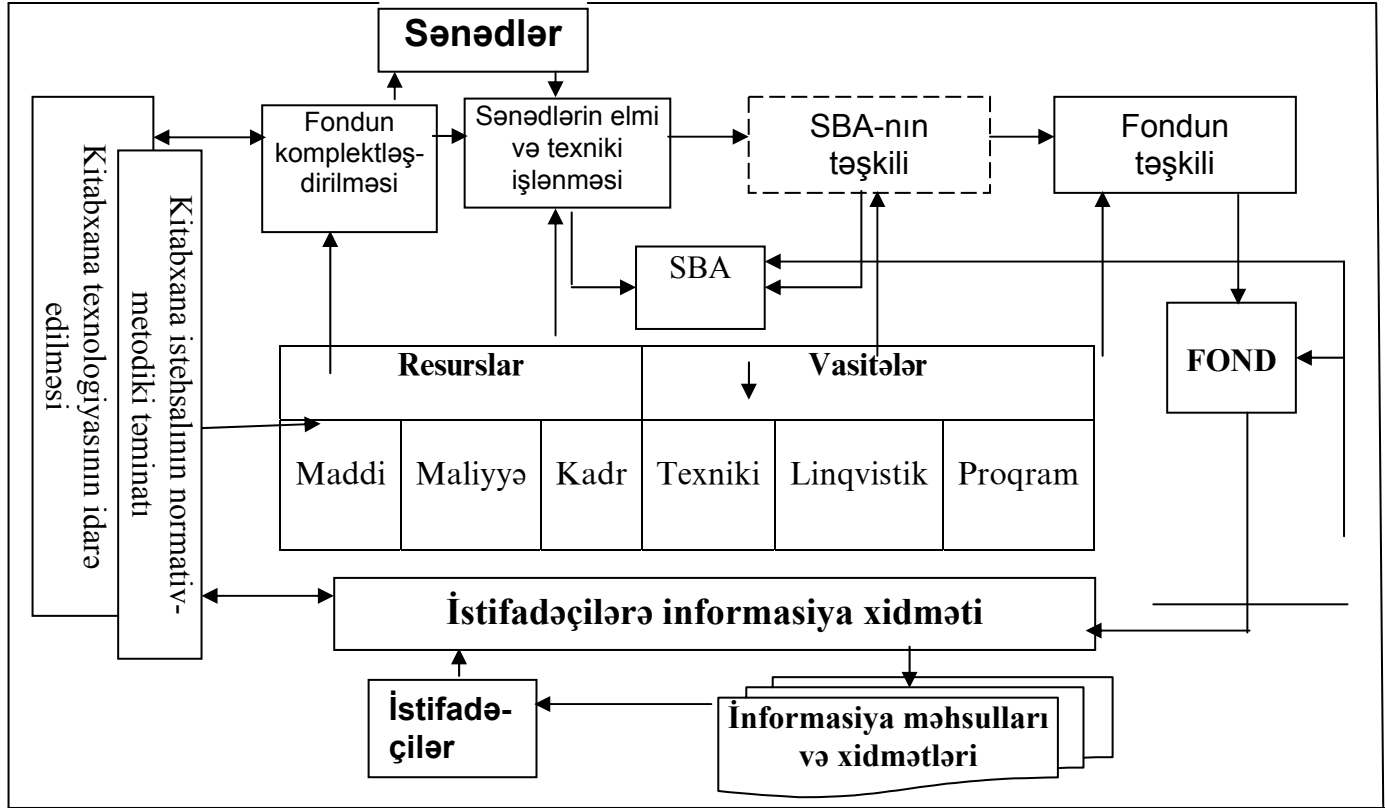 Sənədlər
Kitabxana texnologiyasının idarə
edilməsi
Kitabxana istehsalının normativ-
metodiki təminatı
Fondun
komplektləş-
dirilməsi
Sənədlərin elmi
və texniki
işlənməsi
SBA-nın
təşkili
Fondun
təşkili
SBA
FOND
Resurslar
Vasitələr
Maddi
Maliyyə
Kadr
Texniki
Linqvistik
Proqram
İstifadəçilərə informasiya xidməti
İstifadə-
çilər
İnformasiya məhsulları
və xidmətləri